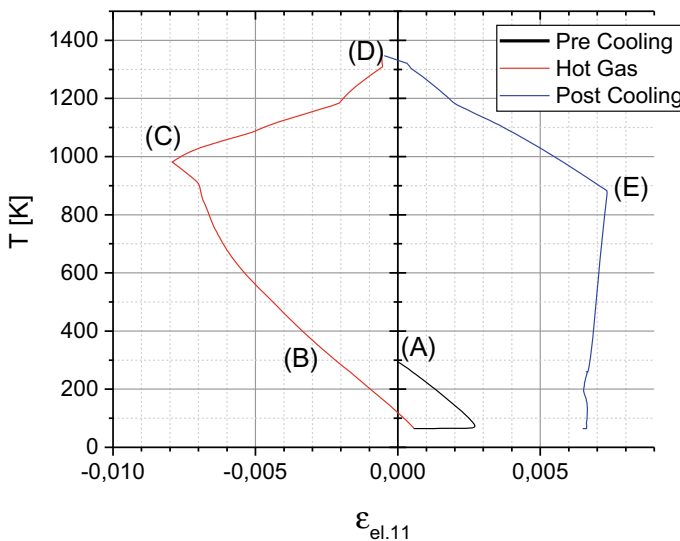 1400
1200
1000
800
600
400
200
0
T [K]
(D)
(C)
(E)
(A)
(B)
Pre Cooling
Hot Gas
Post Cooling
-0,010
-0,005
0,000
0,005
εel.11